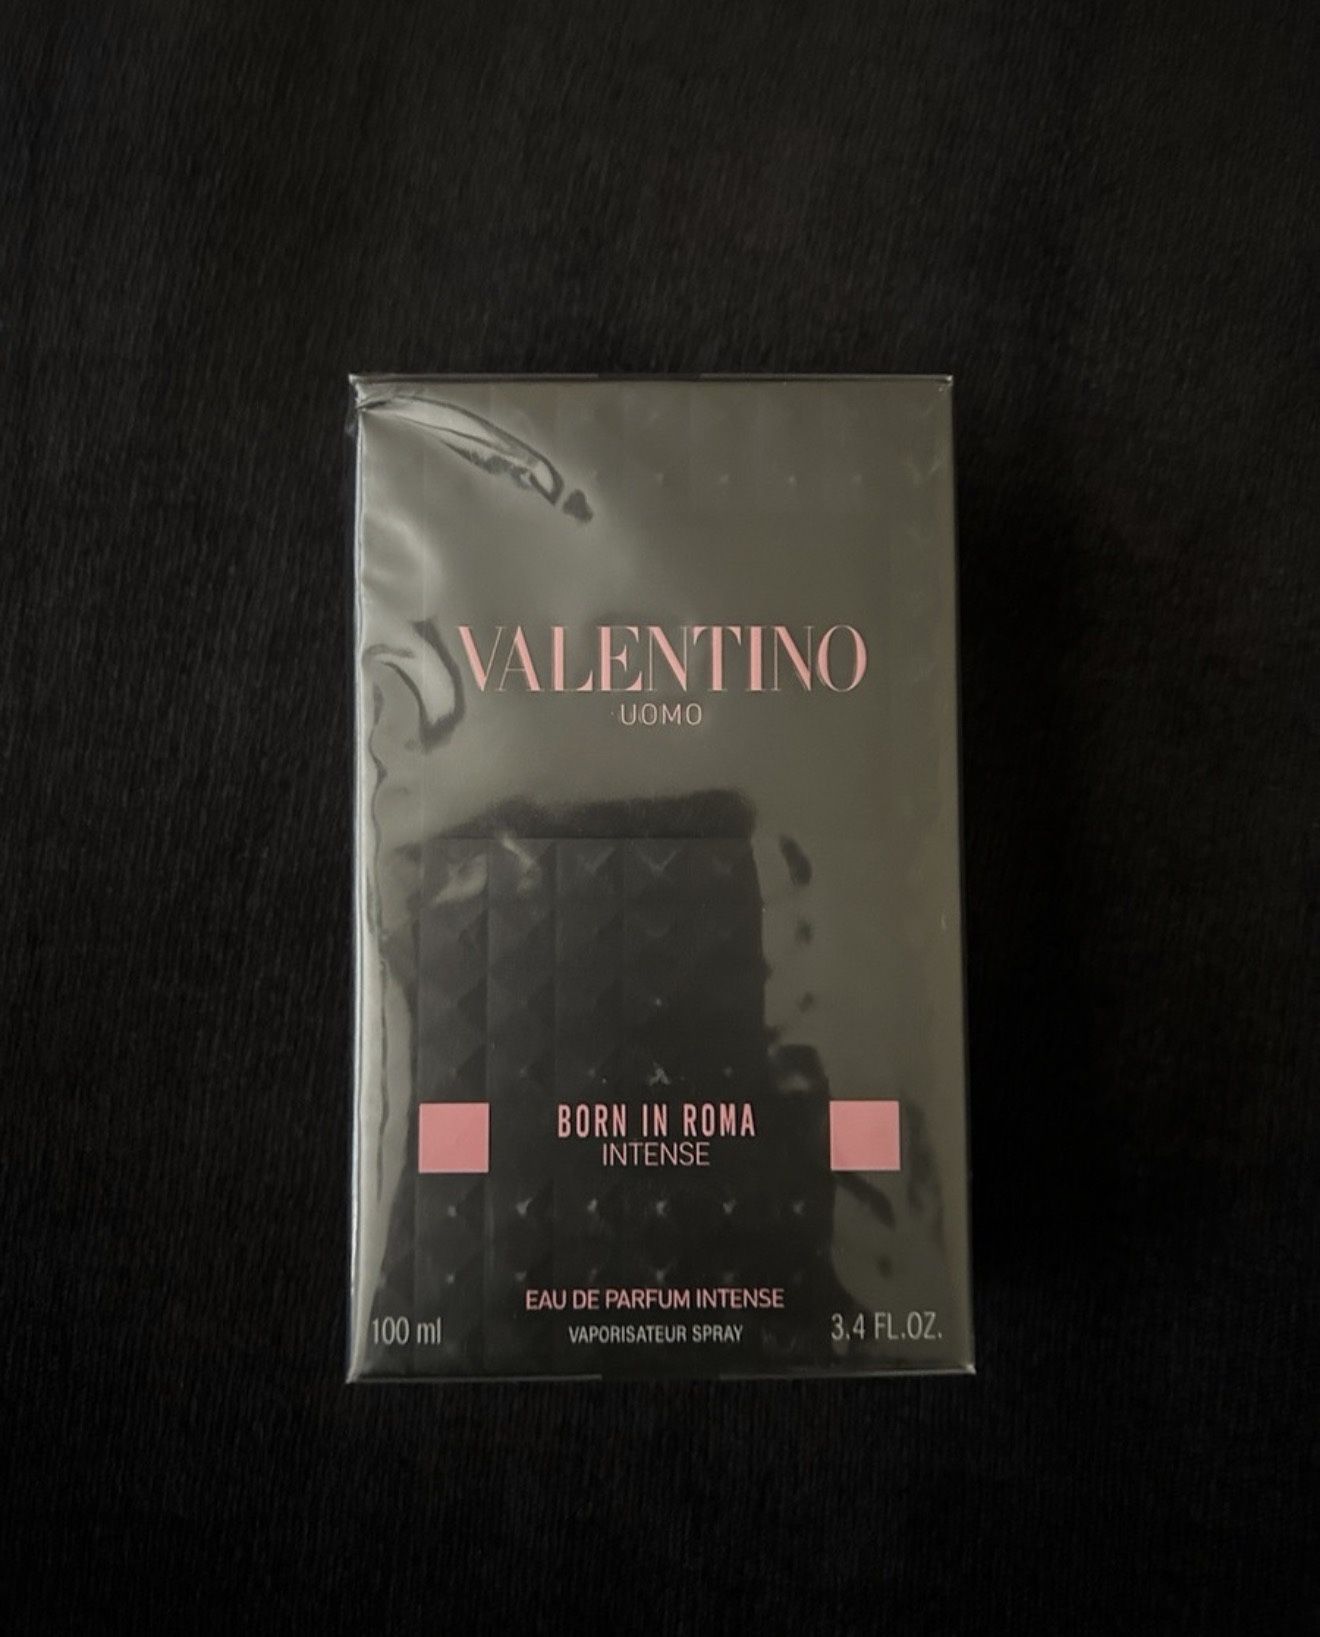 VALENTINO
UOMO
BORN IN ROMA
INTENSE
EAU DE PARFUM INTENSE
100 ml VAPORISATEUR SPRAY 3.4 FL.OZ.